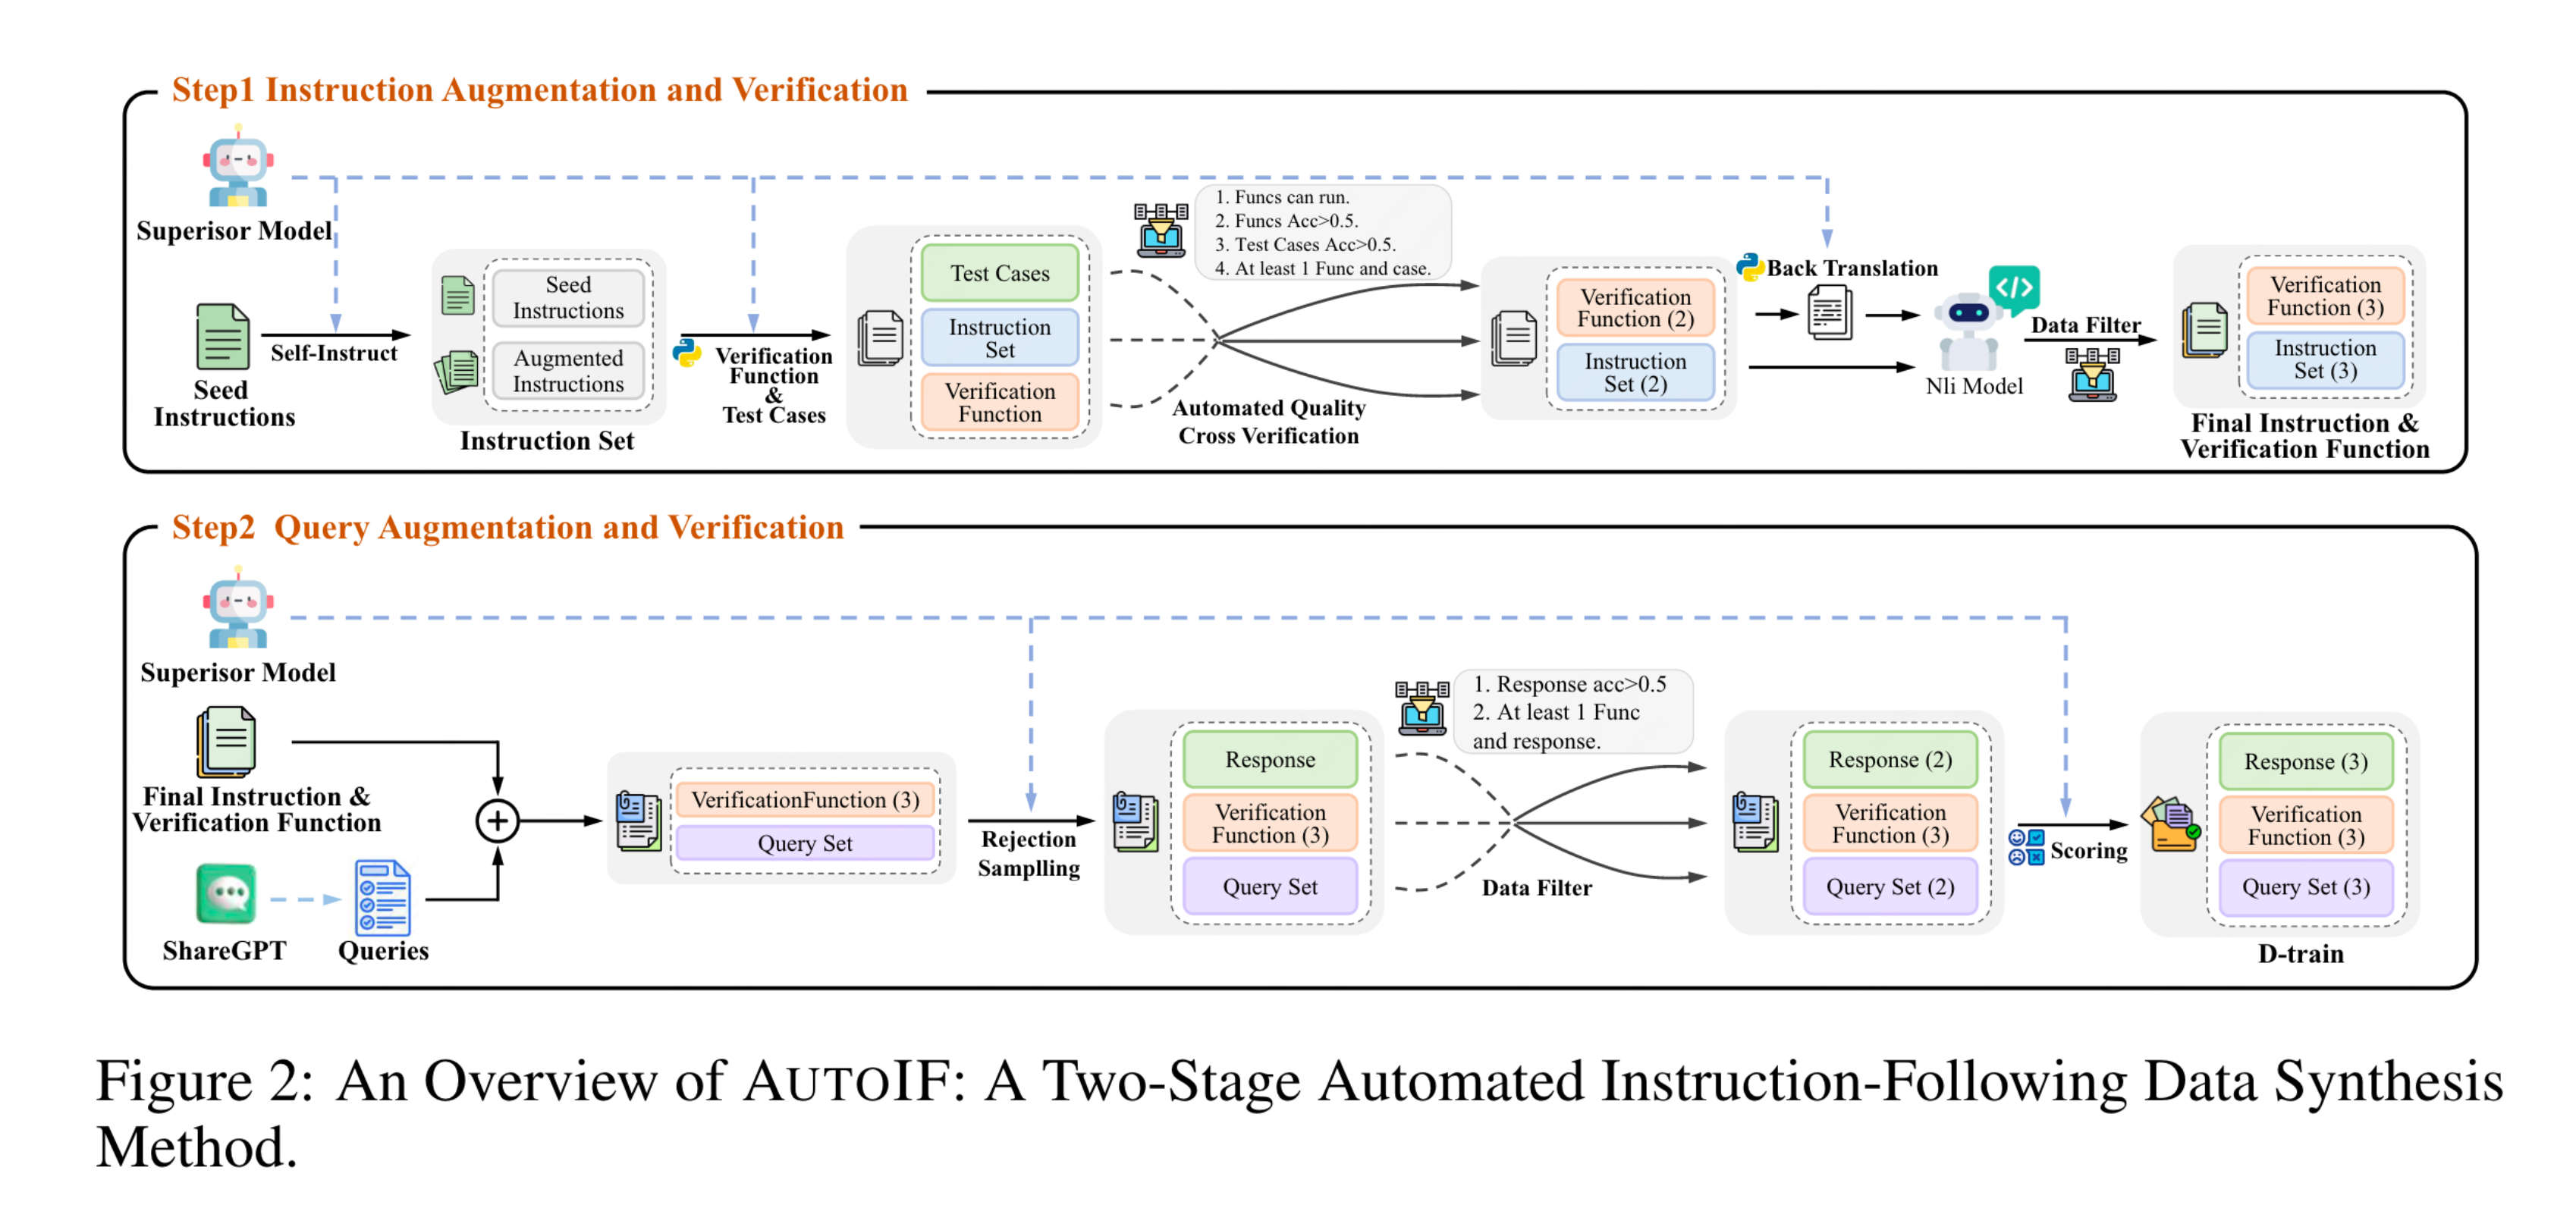 Step1 Instruction Augmentation and Verification
Superisor Model
Seed
Instructions
Self-Instruct
Seed
Instructions
Augmented
Instructions
Instruction Set
Verification
Function
&
Test Cases
Test Cases
Instruction
Set
Verification
Function
1. Funcs can run.
2. Funcs Acc>0.5.
3. Test Cases Acc>0.5.
4. At least 1 Func and case.
Automated Quality
Cross Verification
Verification
Function (2)
Instruction
Set (2)
Back Translation
</>
Nli Model
Data Filter
Verification
Function (3)
Instruction
Set (3)
Final Instruction &
Verification Function
Step2 Query Augmentation and Verification
Superisor Model
Final Instruction &
Verification Function
ShareGPT
Queries
VerificationFunction (3)
Query Set
Rejection
Samplling
Response
Verification
Function (3)
Query Set
1. Response acc>0.5
2. At least 1 Func
and response.
Data Filter
Response (2)
Verification
Function (3)
Query Set (2)
Scoring
Response (3)
Verification
Function (3)
Query Set (3)
D-train
Figure 2: An Overview of AUTOIF: A Two-Stage Automated Instruction-Following Data Synthesis
Method.